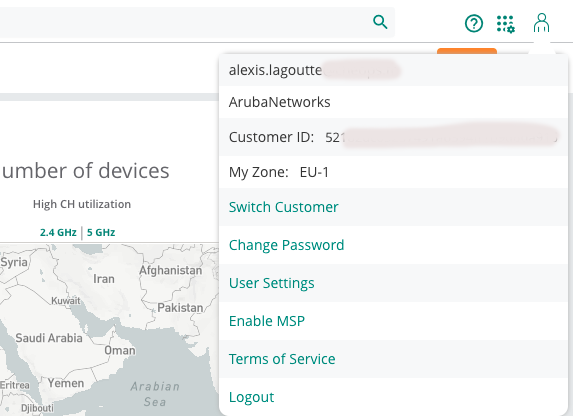 alexis.lagoutte
ArubaNetworks
Customer ID: 521
My Zone: EU-1
Switch Customer
Change Password
User Settings
Enable MSP
Terms of Service
Logout
umber of devices
High CH utilization
2.4 GHz | 5 GHz
Syria
Iran
Afghanistan
Kuwait
Pakistan
Saudi Arabia
Oman
Eritrea
Yemen
Arabian
Sea
Djibouti